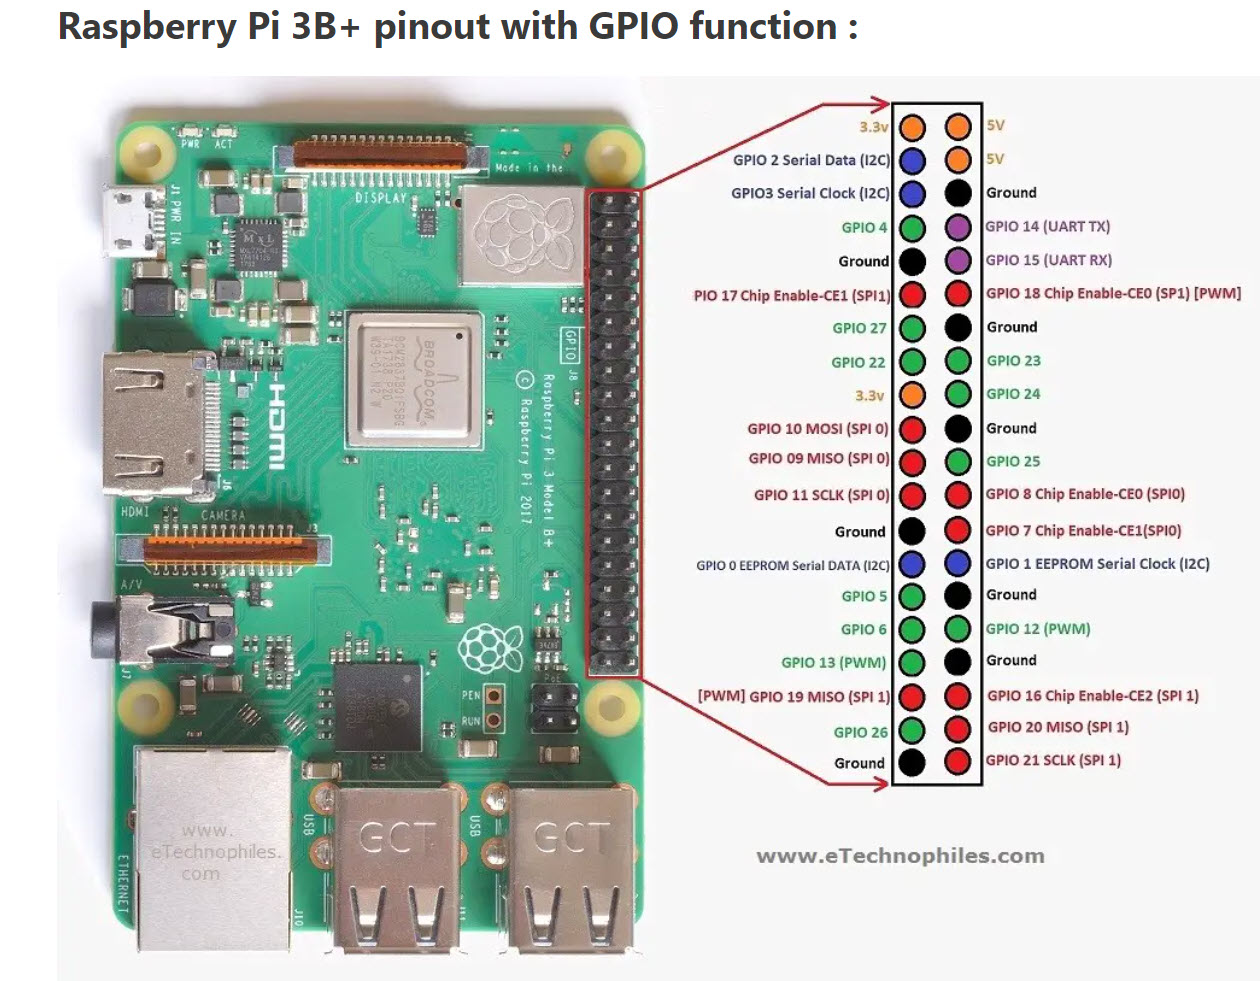 Raspberry Pi 3B+ pinout with GPIO function :
PWR ACT
Made in the
J1 PWR IN
DISPLAY
MxL
GPIO
J8
BROADCOM
HDMI
© Raspberry Pi 2017
Raspberry Pi 3 Model B+
J6
HDMI
CAMERA
J3
A/V
J7
PoE
PEN
RUN
USB
USB
GCT
GCT
ETHERNET
J10
www.
eTechnophiles.
com
3.3v
5V
GPIO 2 Serial Data (I2C)
5V
GPIO3 Serial Clock (I2C)
Ground
GPIO 4
GPIO 14 (UART TX)
Ground
GPIO 15 (UART RX)
PIO 17 Chip Enable-CE1 (SPI1)
GPIO 18 Chip Enable-CE0 (SP1) [PWM]
GPIO 27
Ground
GPIO 22
GPIO 23
3.3v
GPIO 24
GPIO 10 MOSI (SPI 0)
Ground
GPIO 09 MISO (SPI 0)
GPIO 25
GPIO 11 SCLK (SPI 0)
GPIO 8 Chip Enable-CE0 (SPI0)
Ground
GPIO 7 Chip Enable-CE1(SPI0)
GPIO 0 EEPROM Serial DATA (I2C)
GPIO 1 EEPROM Serial Clock (I2C)
GPIO 5
Ground
GPIO 6
GPIO 12 (PWM)
GPIO 13 (PWM)
Ground
[PWM] GPIO 19 MISO (SPI 1)
GPIO 16 Chip Enable-CE2 (SPI 1)
GPIO 26
GPIO 20 MISO (SPI 1)
Ground
GPIO 21 SCLK (SPI 1)
www.eTechnophiles.com